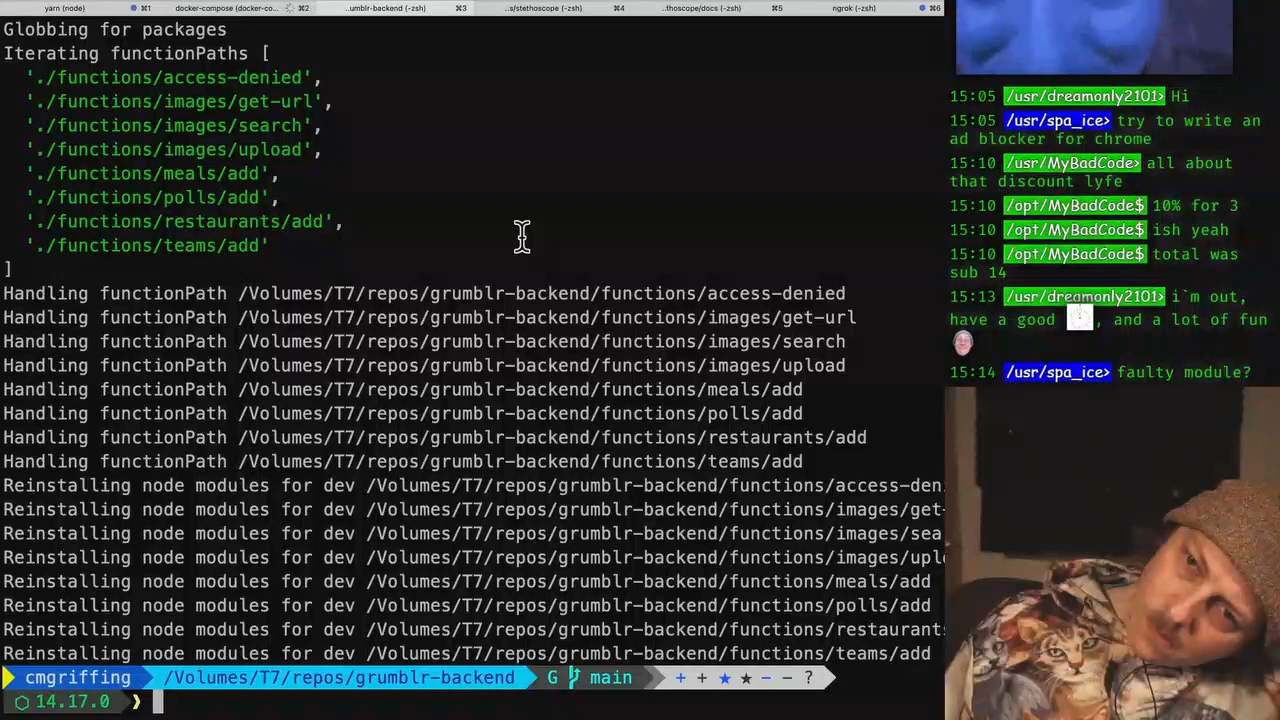 yarn (node) ⌘1 docker-compose (docker-co… ⌘2 ..umblr-backend (-zsh) ⌘3 ..s/stethoscope (-zsh) ⌘4 ..thoscope/docs (-zsh) ⌘5 ngrok (-zsh) ⌘6
Globbing for packages
Iterating functionPaths [
'./functions/access-denied',
'./functions/images/get-url',
'./functions/images/search',
'./functions/images/upload',
'./functions/meals/add',
'./functions/polls/add',
'./functions/restaurants/add',
'./functions/teams/add'
]
Handling functionPath /Volumes/T7/repos/grumblr-backend/functions/access-denied
Handling functionPath /Volumes/T7/repos/grumblr-backend/functions/images/get-url
Handling functionPath /Volumes/T7/repos/grumblr-backend/functions/images/search
Handling functionPath /Volumes/T7/repos/grumblr-backend/functions/images/upload
Handling functionPath /Volumes/T7/repos/grumblr-backend/functions/meals/add
Handling functionPath /Volumes/T7/repos/grumblr-backend/functions/polls/add
Handling functionPath /Volumes/T7/repos/grumblr-backend/functions/restaurants/add
Handling functionPath /Volumes/T7/repos/grumblr-backend/functions/teams/add
Reinstalling node modules for dev /Volumes/T7/repos/grumblr-backend/functions/access-den
Reinstalling node modules for dev /Volumes/T7/repos/grumblr-backend/functions/images/get-
Reinstalling node modules for dev /Volumes/T7/repos/grumblr-backend/functions/images/sea
Reinstalling node modules for dev /Volumes/T7/repos/grumblr-backend/functions/images/uplo
Reinstalling node modules for dev /Volumes/T7/repos/grumblr-backend/functions/meals/add
Reinstalling node modules for dev /Volumes/T7/repos/grumblr-backend/functions/polls/add
Reinstalling node modules for dev /Volumes/T7/repos/grumblr-backend/functions/restaurants
Reinstalling node modules for dev /Volumes/T7/repos/grumblr-backend/functions/teams/add
cmgriffing /Volumes/T7/repos/grumblr-backend G main + + ★ ★ – – ?
14.17.0 ❯
15:05 /usr/dreamonly2101> Hi
15:05 /usr/spa_ice> try to write an
ad blocker for chrome
15:10 /usr/MyBadCode> all about
that discount lyfe
15:10 /opt/MyBadCode$ 10% for 3
15:10 /opt/MyBadCode$ ish yeah
15:10 /opt/MyBadCode$ total was
sub 14
15:13 /usr/dreamonly2101> i`m out,
have a good , and a lot of fun
15:14 /usr/spa_ice> faulty module?